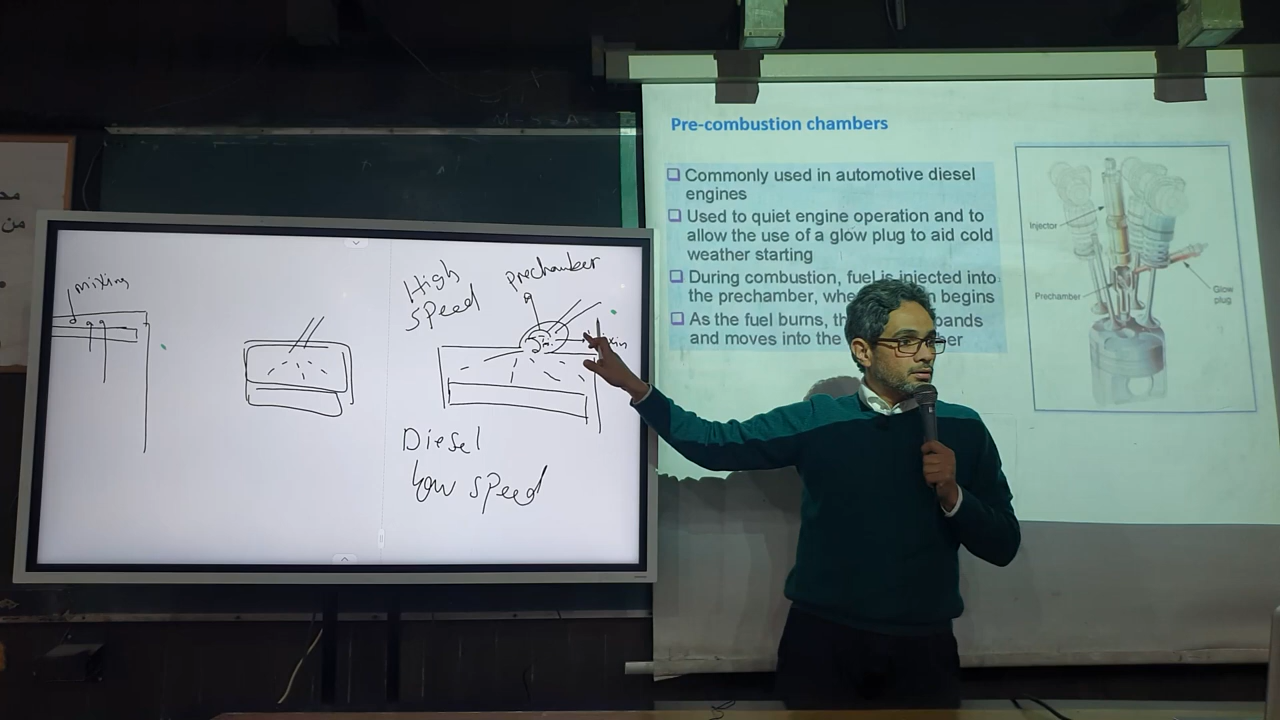 محا
من
mixing
High
speed
prechamber
Diesel
low speed
Pre-combustion chambers
Commonly used in automotive diesel
engines
Used to quiet engine operation and to
allow the use of a glow plug to aid cold
weather starting
During combustion, fuel is injected into
the prechamber, begins
As the fuel burns,
and moves into the
Injector
Prechamber
Glow
plug